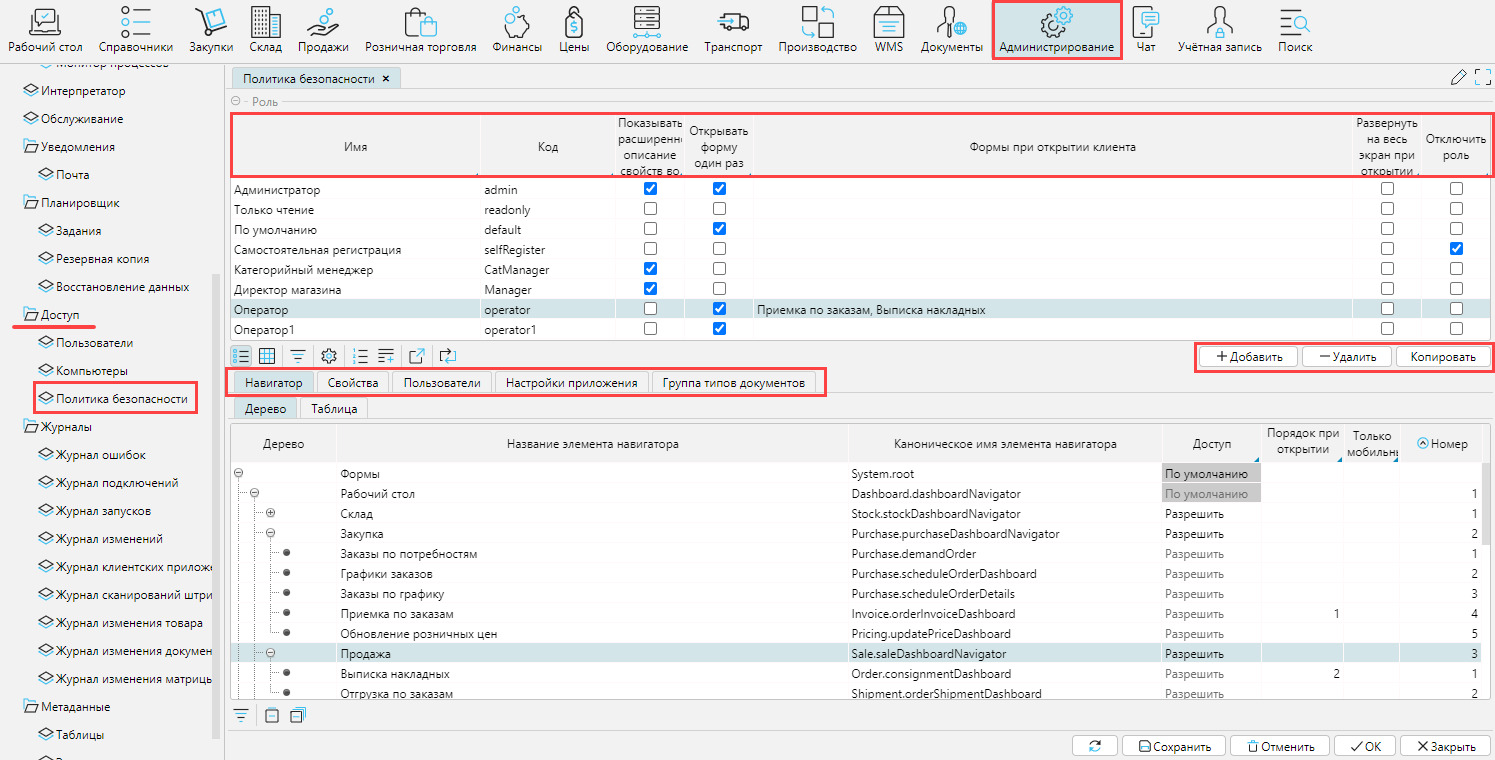 Рабочий стол
Справочники
Закупки
Склад
Продажи
Розничная торговля
Финансы
Цены
Оборудование
Транспорт
Производство
WMS
Документы
Администрирование
Чат
Учётная запись
Поиск
Монитор процессов
Интерпретатор
Обслуживание
Уведомления
Почта
Планировщик
Задания
Резервная копия
Восстановление данных
Доступ
Пользователи
Компьютеры
Политика безопасности
Журналы
Журнал ошибок
Журнал подключений
Журнал запусков
Журнал изменений
Журнал клиентских прилож
Журнал сканирований штри
Журнал изменения товара
Журнал изменения докумен
Журнал изменения матрицы
Метаданные
Таблицы
Политика безопасности ×
Роль
Имя
Код
Показывать
расширенн
описание
свойств во
Открывать
форму
один раз
Формы при открытии клиента
Развернуть
на весь
экран при
открытии
Отключить
роль
Администратор admin
Только чтение readonly
По умолчанию default
Самостоятельная регистрация selfRegister
Категорийный менеджер CatManager
Директор магазина Manager
Оператор operator Приемка по заказам, Выписка накладных
Оператор1 operator1
Добавить
Удалить
Копировать
Навигатор
Свойства
Пользователи
Настройки приложения
Группа типов документов
Дерево
Таблица
Дерево
Название элемента навигатора
Каноническое имя элемента навигатора
Доступ
Порядок при
открытии
Только
мобильны
Номер
Формы System.root По умолчанию
Рабочий стол Dashboard.dashboardNavigator По умолчанию 1
Склад Stock.stockDashboardNavigator Разрешить 1
Закупка Purchase.purchaseDashboardNavigator Разрешить 2
Заказы по потребностям Purchase.demandOrder Разрешить 1
Графики заказов Purchase.scheduleOrderDashboard Разрешить 2
Заказы по графику Purchase.scheduleOrderDetails Разрешить 3
Приемка по заказам Invoice.orderInvoiceDashboard Разрешить 1 4
Обновление розничных цен Pricing.updatePriceDashboard Разрешить 5
Продажа Sale.saleDashboardNavigator Разрешить 3
Выписка накладных Order.consignmentDashboard Разрешить 2 1
Отгрузка по заказам Shipment.orderShipmentDashboard Разрешить 2
Сохранить
Отменить
OK
Закрыть